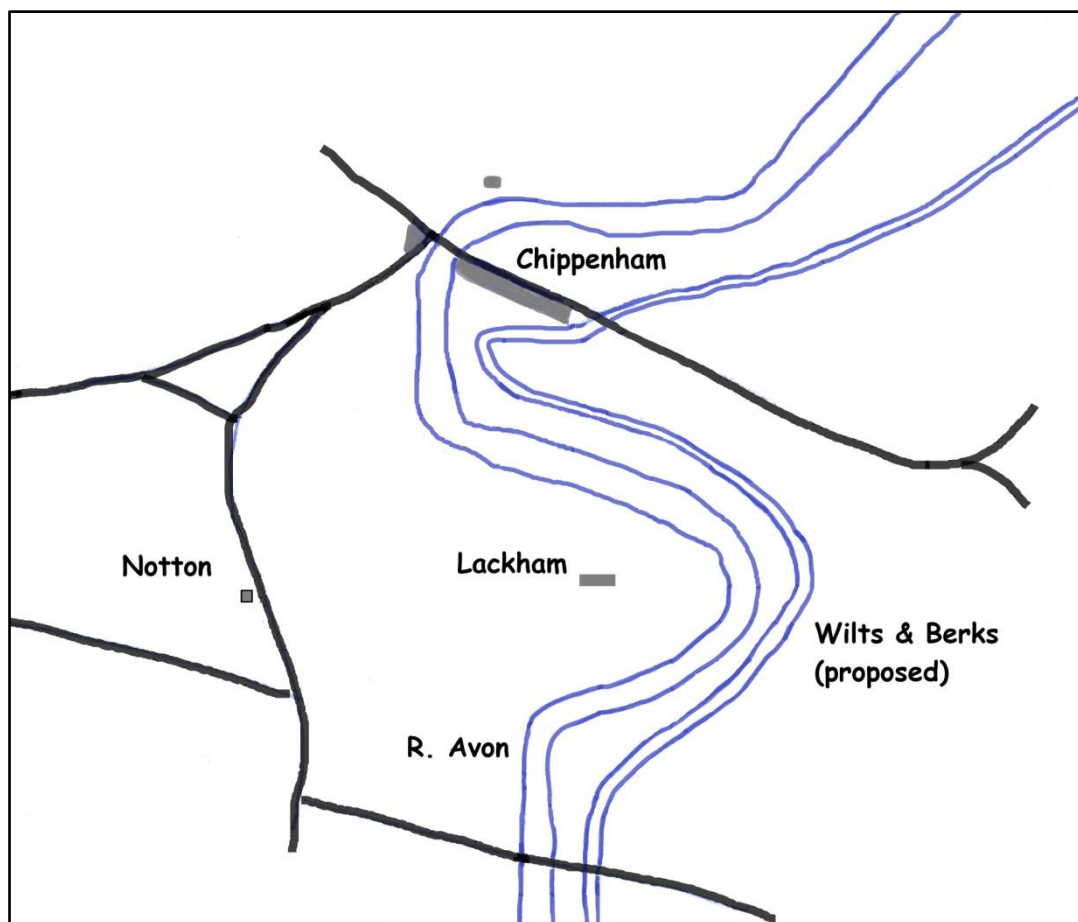 Chippenham
Notton
Lackham
Wilts & Berks
(proposed)
R. Avon